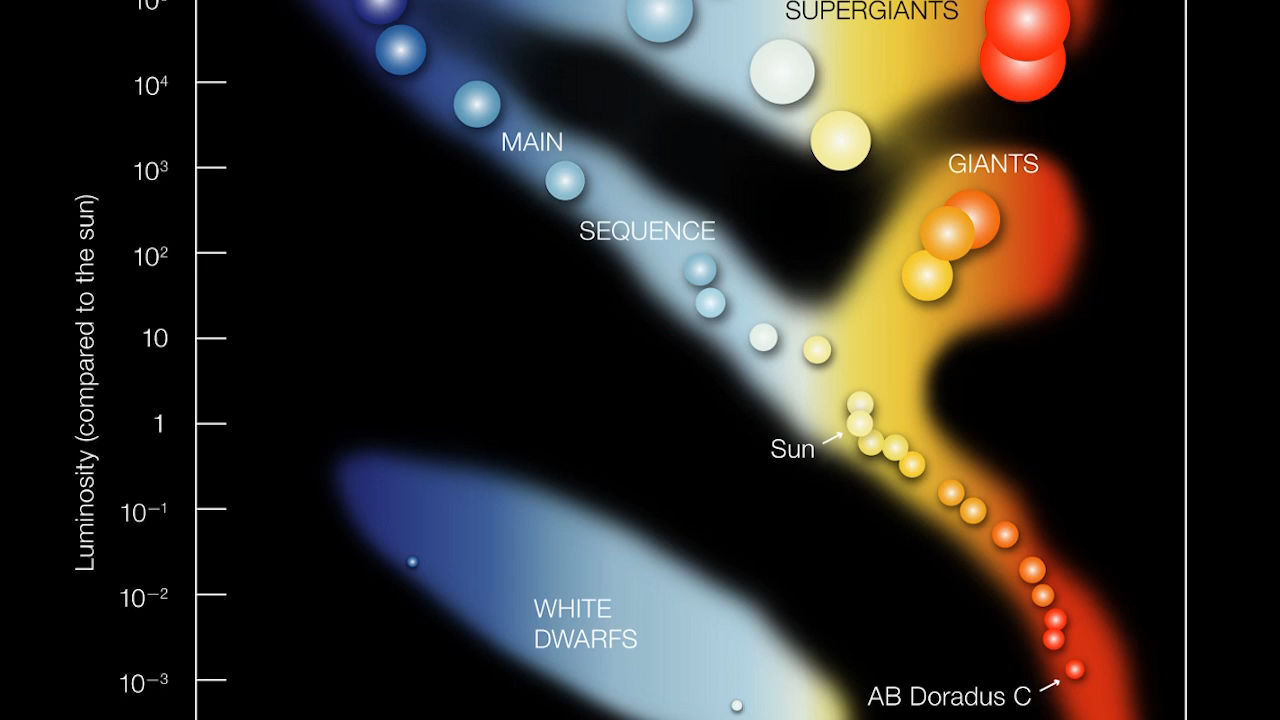 SUPERGIANTS
10⁴
MAIN
10³
GIANTS
SEQUENCE
10²
Luminosity (compared to the sun)
10
1
Sun
10⁻¹
10⁻²
WHITE
DWARFS
10⁻³
AB Doradus C